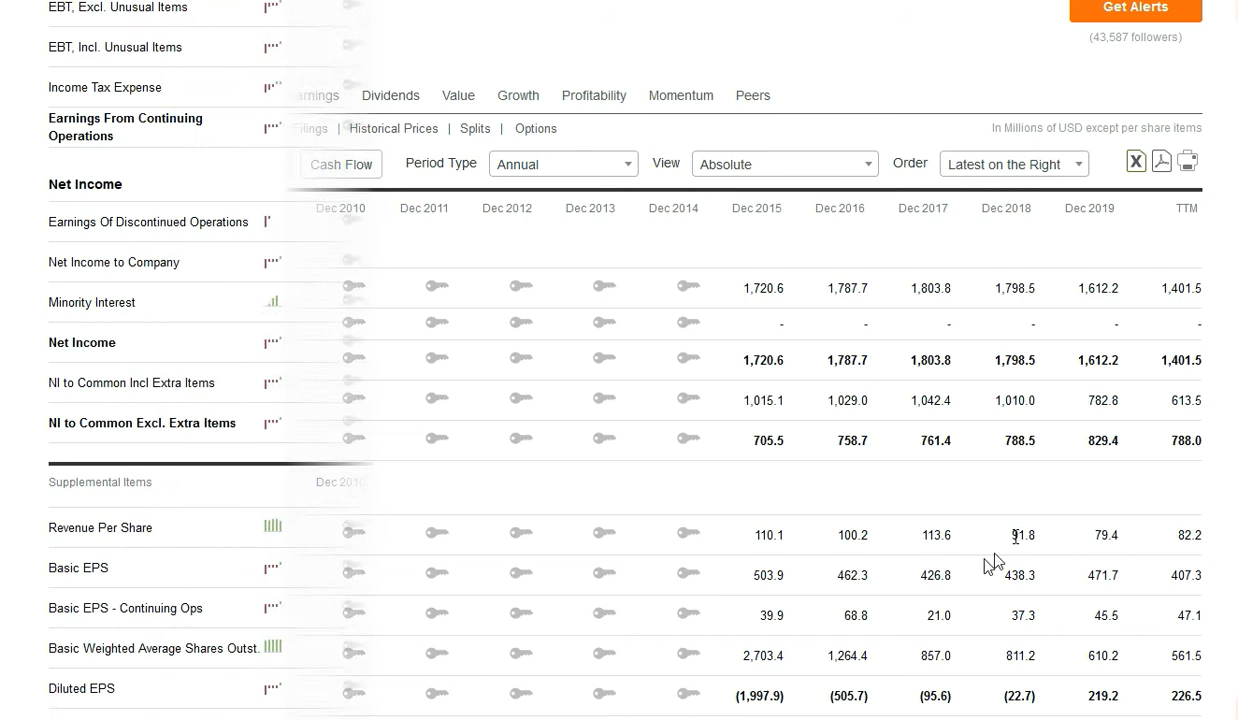 EBT, Excl. Unusual Items
Get Alerts
EBT, Incl. Unusual Items
(43,587 followers)
Income Tax Expense
Dividends Value Growth Profitability Momentum Peers
Earnings From Continuing
Operations
| Historical Prices | Splits | Options
In Millions of USD except per share items
Cash Flow Period Type Annual View Absolute Order Latest on the Right
Net Income
Dec 2010 Dec 2011 Dec 2012 Dec 2013 Dec 2014 Dec 2015 Dec 2016 Dec 2017 Dec 2018 Dec 2019 TTM
Earnings Of Discontinued Operations
Net Income to Company
1,720.6 1,787.7 1,803.8 1,798.5 1,612.2 1,401.5
Minority Interest
- - - - - -
Net Income
1,720.6 1,787.7 1,803.8 1,798.5 1,612.2 1,401.5
NI to Common Incl Extra Items
1,015.1 1,029.0 1,042.4 1,010.0 782.8 613.5
NI to Common Excl. Extra Items
705.5 758.7 761.4 788.5 829.4 788.0
Supplemental Items Dec 2010
Revenue Per Share
110.1 100.2 113.6 91.8 79.4 82.2
Basic EPS
503.9 462.3 426.8 438.3 471.7 407.3
Basic EPS - Continuing Ops
39.9 68.8 21.0 37.3 45.5 47.1
Basic Weighted Average Shares Outst.
2,703.4 1,264.4 857.0 811.2 610.2 561.5
Diluted EPS
(1,997.9) (505.7) (95.6) (22.7) 219.2 226.5